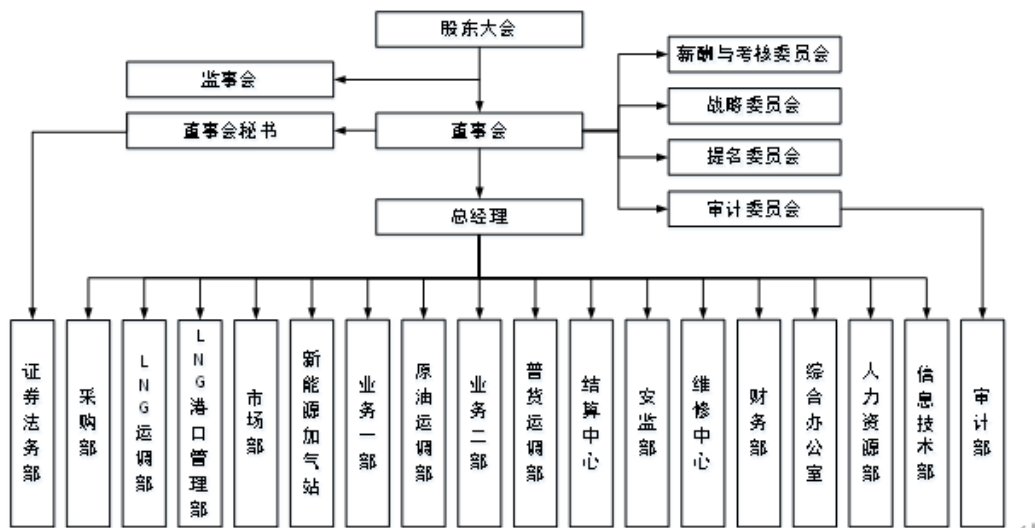 股东大会
薪酬与考核委员会
监事会
战略委员会
董事会秘书
董事会
提名委员会
总经理
审计委员会
证券法务部
采购部
LNG运调部
LNG港口管理部
市场部
新能源加气站
业务一部
原油运调部
业务二部
普货运调部
结算中心
安监部
维修中心
财务部
综合办公室
人力资源部
信息技术部
审计部